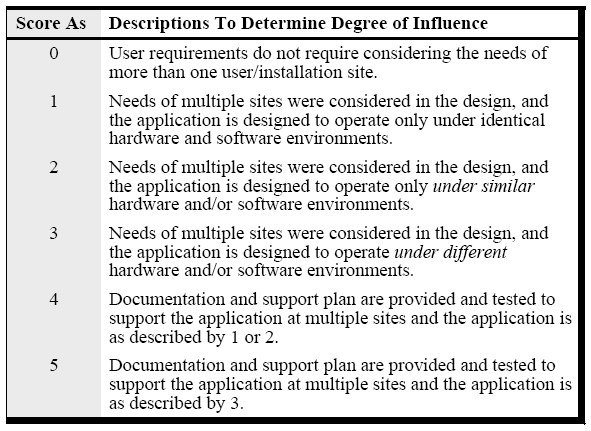 Score As Descriptions To Determine Degree of Influence
0 User requirements do not require considering the needs of
more than one user/installation site.
1 Needs of multiple sites were considered in the design, and
the application is designed to operate only under identical
hardware and software environments.
2 Needs of multiple sites were considered in the design, and
the application is designed to operate only under similar
hardware and/or software environments.
3 Needs of multiple sites were considered in the design, and
the application is designed to operate under different
hardware and/or software environments.
4 Documentation and support plan are provided and tested to
support the application at multiple sites and the application is
as described by 1 or 2.
5 Documentation and support plan are provided and tested to
support the application at multiple sites and the application is
as described by 3.